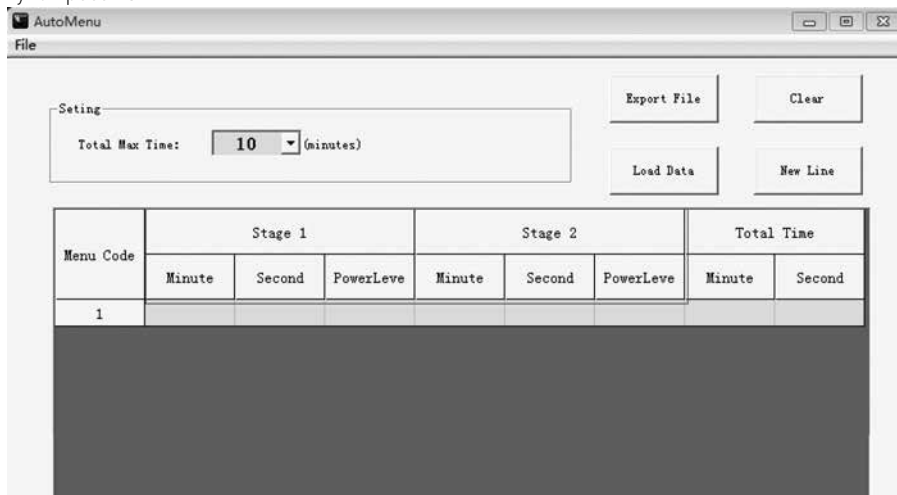 AutoMenu
File
Seting
Total Max Time: 10 (minutes)
Export File
Clear
Load Data
New Line
Menu Code Stage 1 Stage 2 Total Time
Minute Second PowerLeve Minute Second PowerLeve Minute Second
1